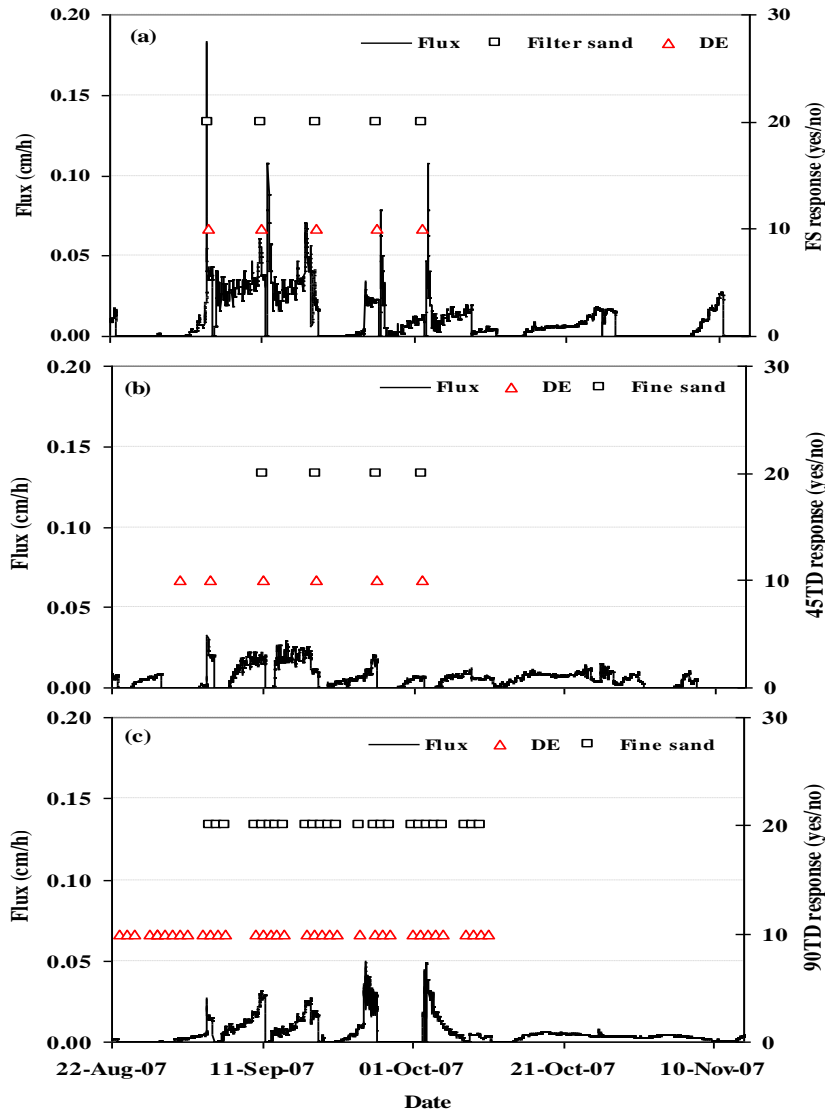 (a)
Flux Filter sand DE
0.20
0.15
0.10
0.05
0.00
Flux (cm/h)
30
20
10
0
FS response (yes/no)
(b)
Flux DE Fine sand
0.20
0.15
0.10
0.05
0.00
Flux (cm/h)
30
20
10
0
45TD response (yes/no)
(c)
Flux DE Fine sand
0.20
0.15
0.10
0.05
0.00
Flux (cm/h)
30
20
10
0
90TD response (yes/no)
22-Aug-07 11-Sep-07 01-Oct-07 21-Oct-07 10-Nov-07
Date